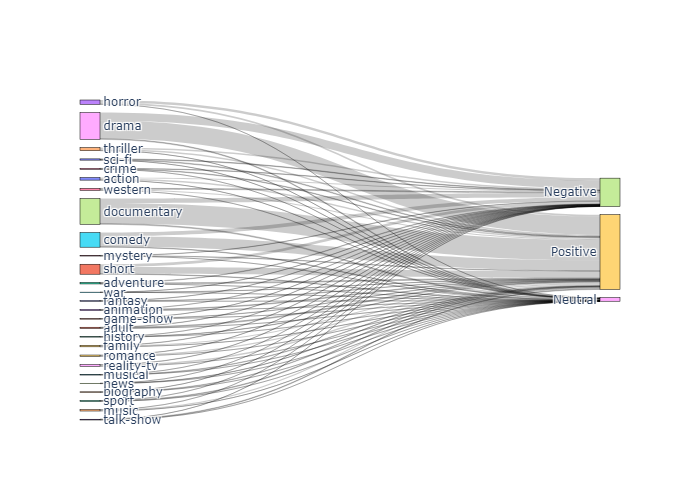 horror
drama
thriller
sci-fi
crime
action
western
documentary
comedy
mystery
short
adventure
war
fantasy
animation
game-show
adult
history
family
romance
reality-tv
musical
news
biography
sport
music
talk-show
Negative
Positive
Neutral